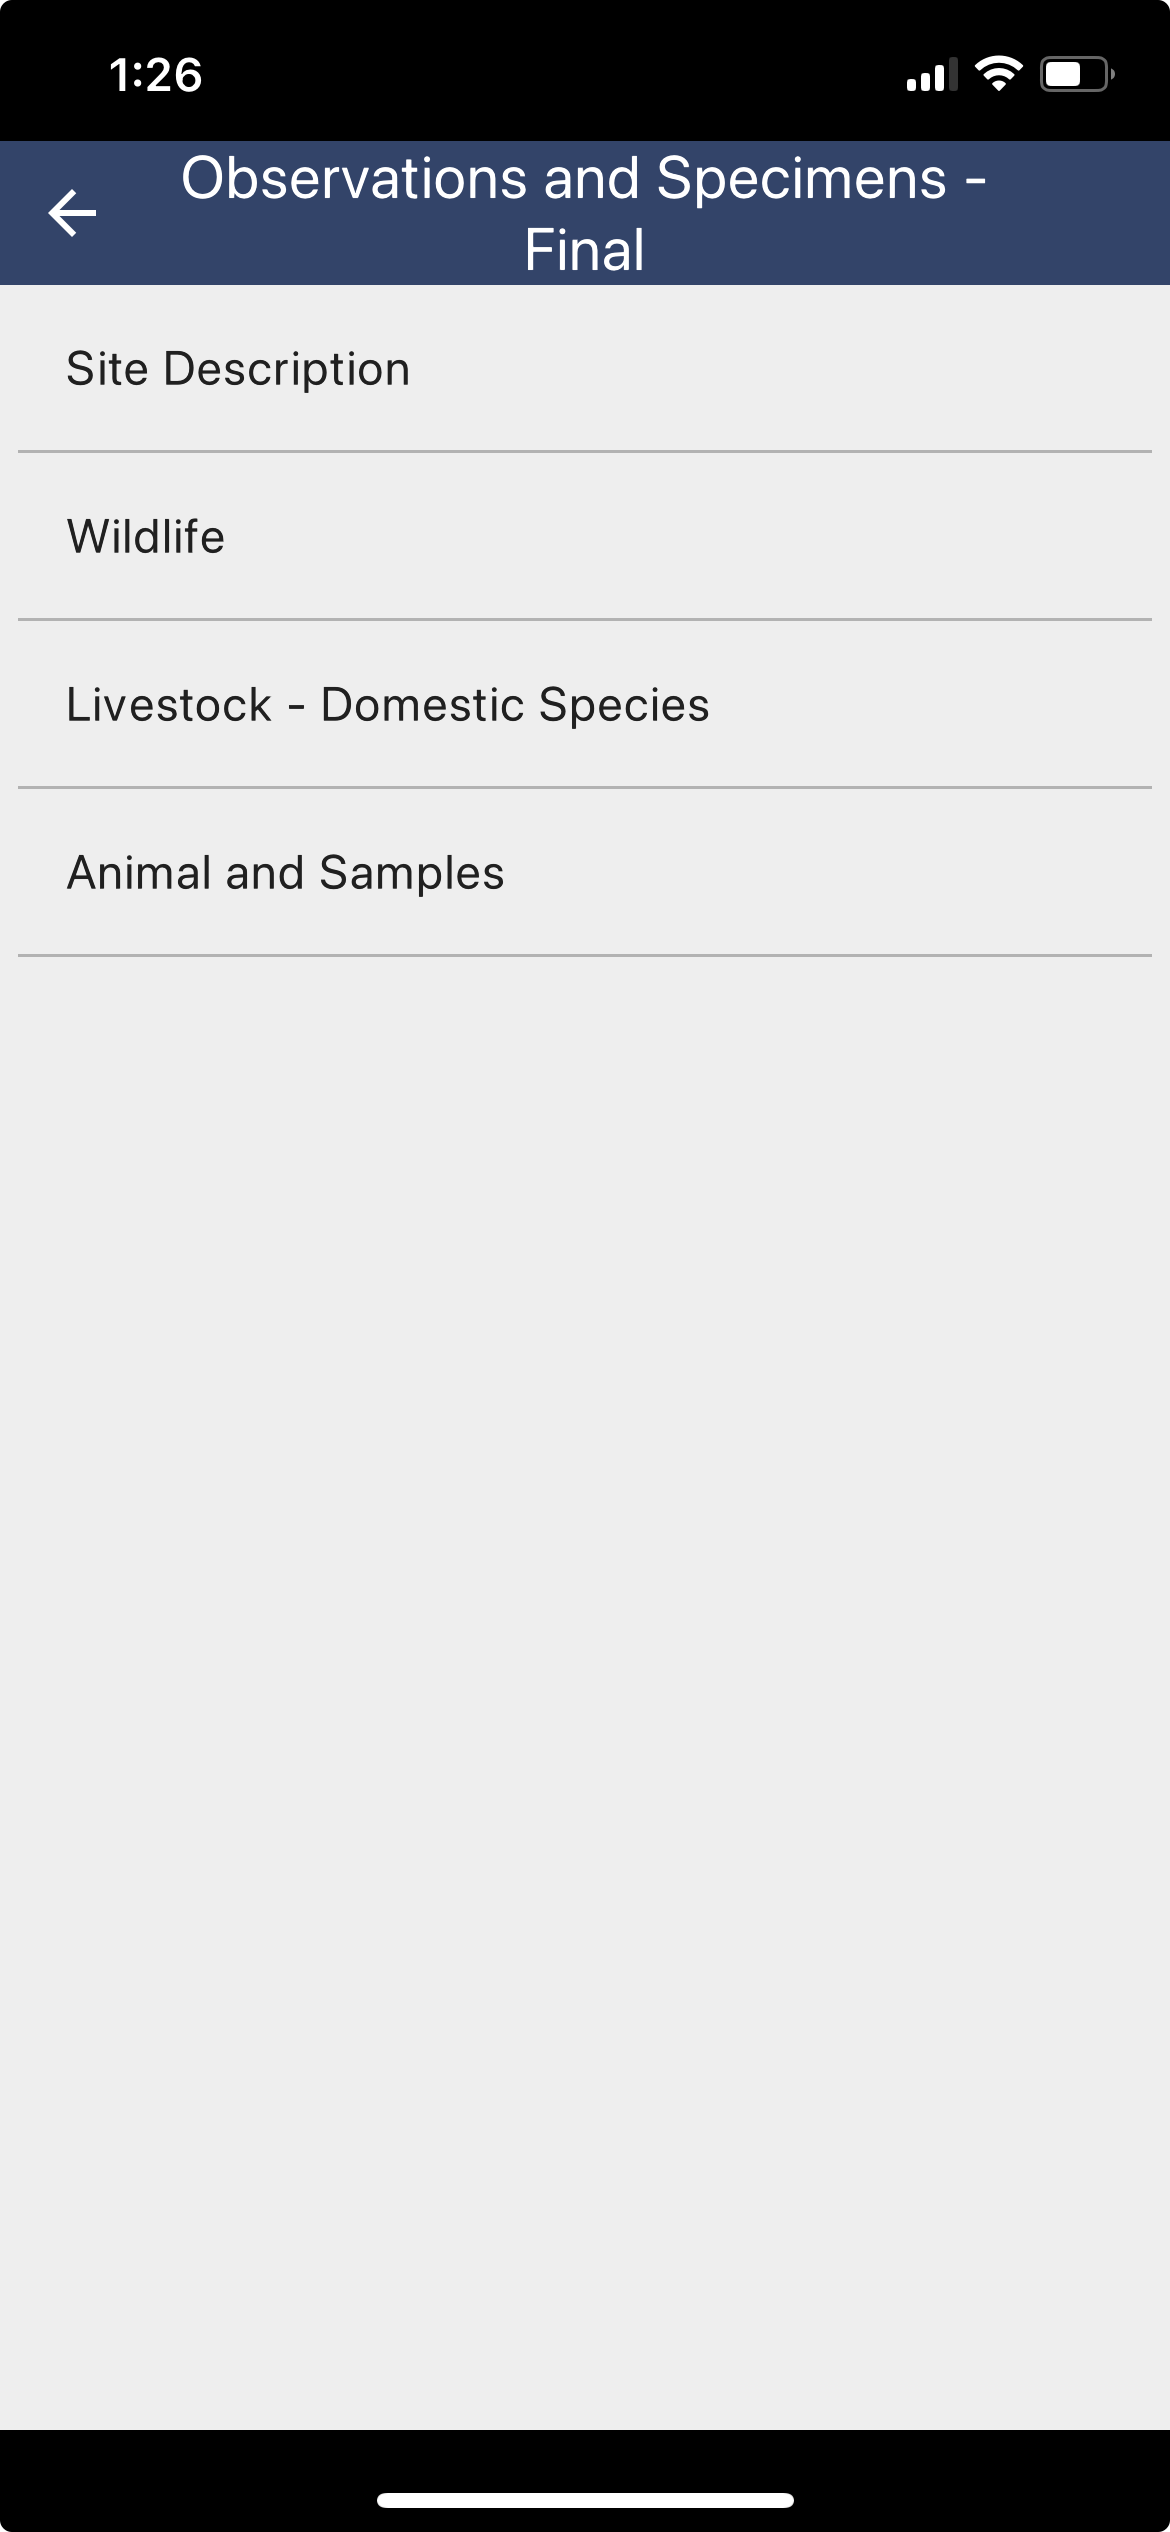 1:26
Observations and Specimens -
Final
Site Description
Wildlife
Livestock - Domestic Species
Animal and Samples